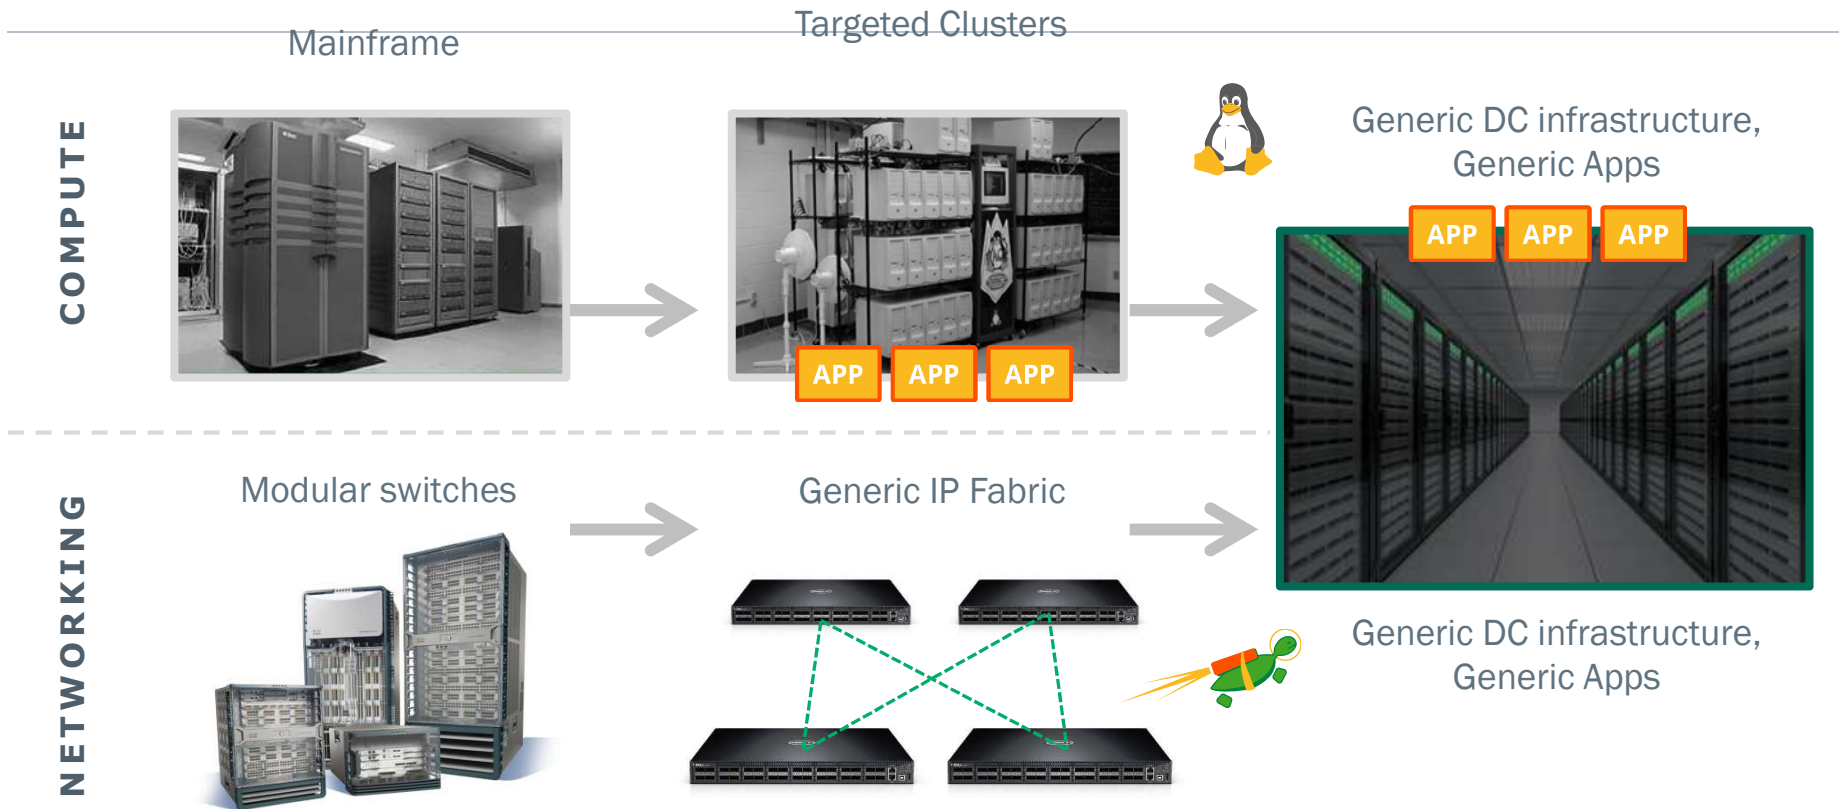 Mainframe
Targeted Clusters
COMPUTE
Generic DC infrastructure,
Generic Apps
APP APP APP
APP APP APP
NETWORKING
Modular switches
Generic IP Fabric
Generic DC infrastructure,
Generic Apps